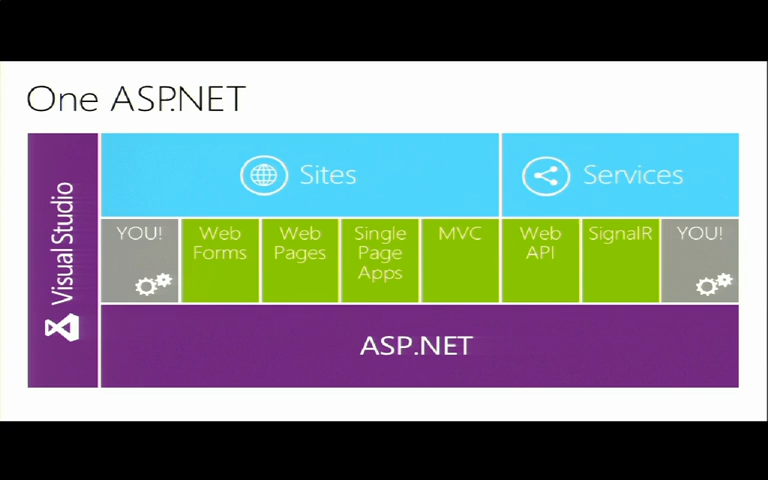 One ASP.NET
Visual Studio
Sites
Services
YOU!
Web
Forms
Web
Pages
Single
Page
Apps
MVC
Web
API
SignalR
YOU!
ASP.NET